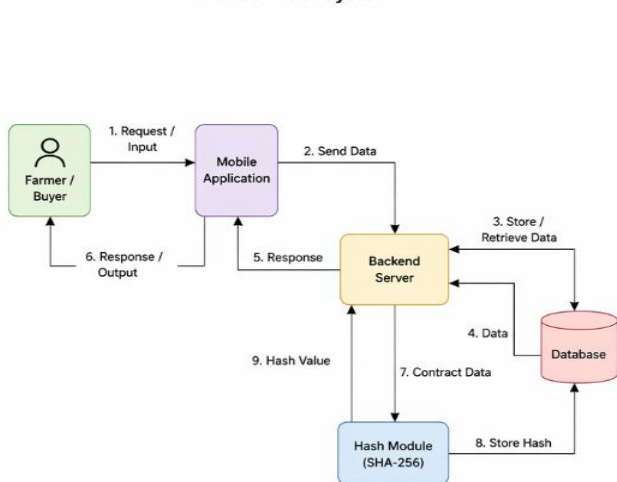 1. Request /
Input
Farmer /
Buyer
Mobile
Application
2. Send Data
3. Store /
Retrieve Data
6. Response /
Output
5. Response
Backend
Server
4. Data
Database
9. Hash Value
7. Contract Data
Hash Module
(SHA-256)
8. Store Hash